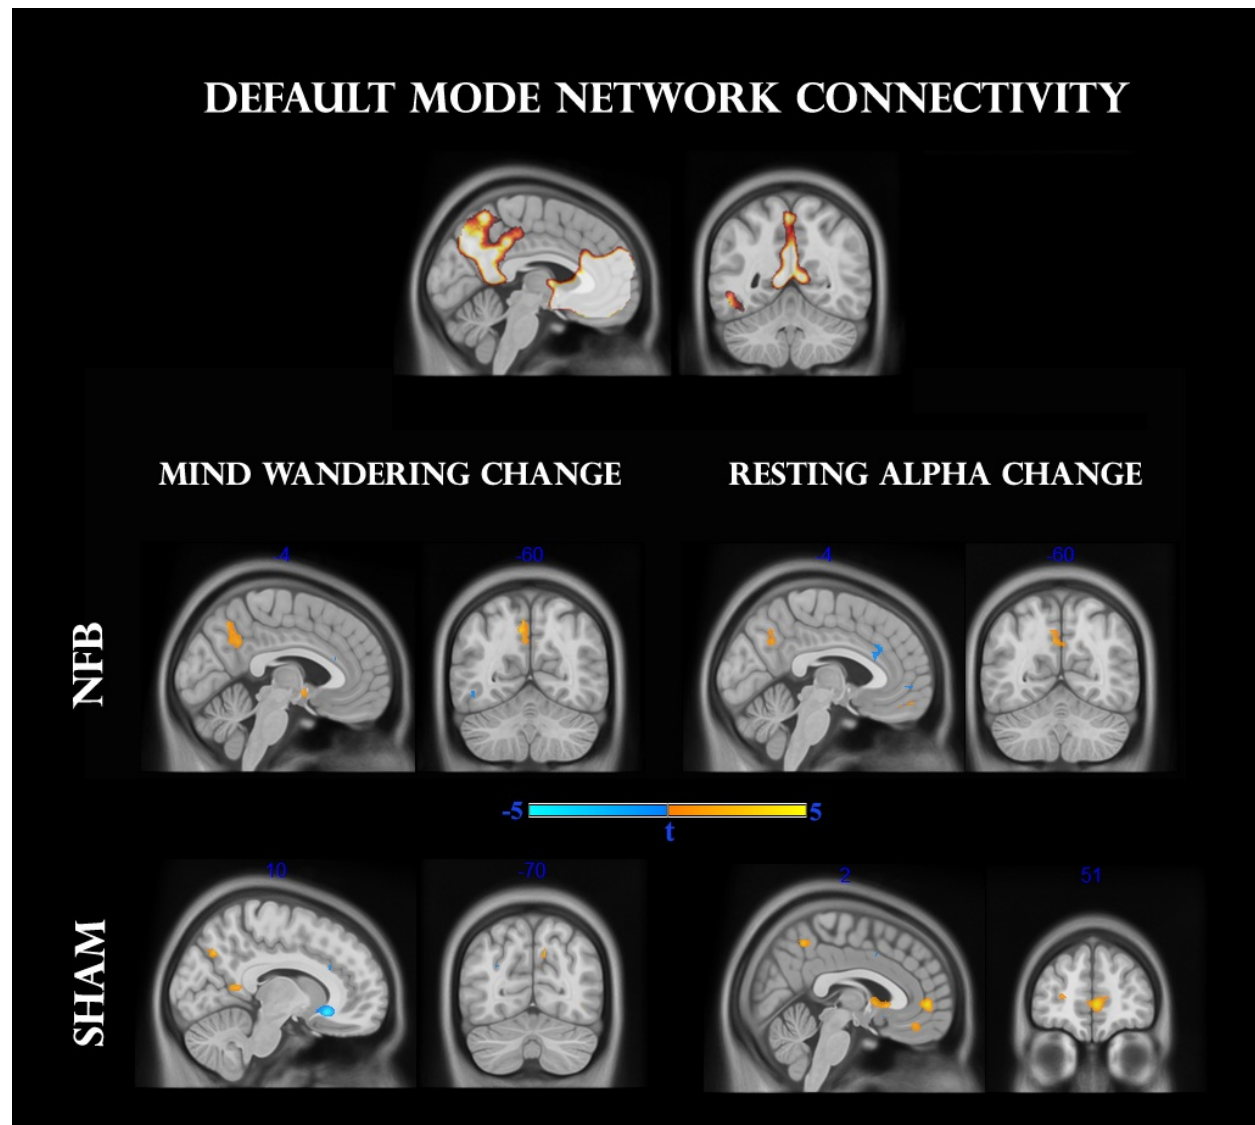 DEFAULT MODE NETWORK CONNECTIVITY
MIND WANDERING CHANGE
RESTING ALPHA CHANGE
NFB
-4
-60
-4
-60
-5
5
t
SHAM
10
-70
2
51